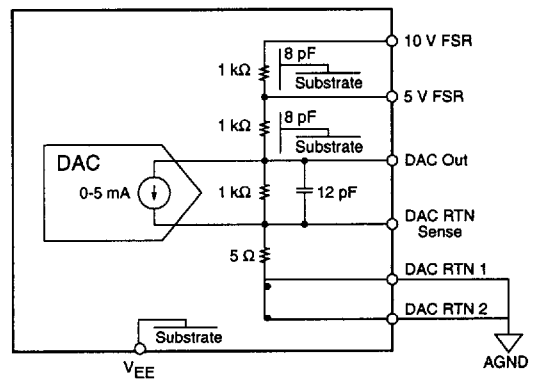 10 V FSR
8 pF
1 kΩ
Substrate
5 V FSR
8 pF
1 kΩ
Substrate
DAC
DAC Out
0-5 mA
1 kΩ
12 pF
DAC RTN
Sense
5 Ω
DAC RTN 1
DAC RTN 2
Substrate
VEE
AGND